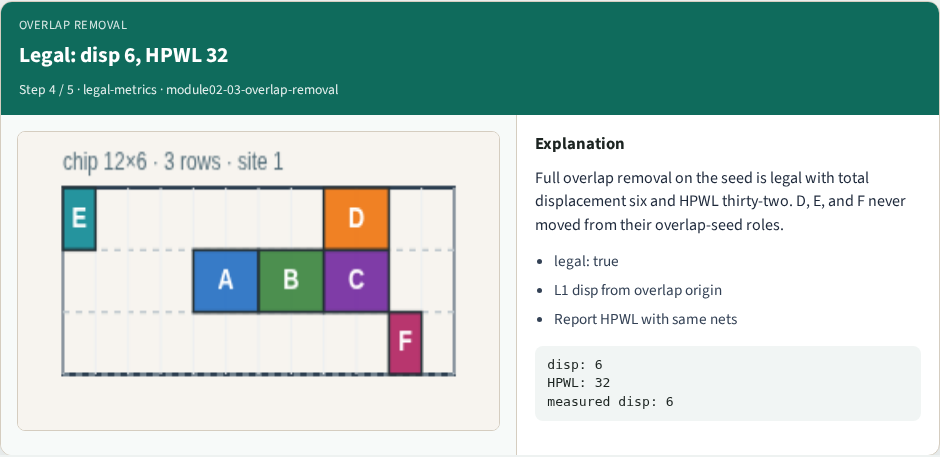 OVERLAP REMOVAL
Legal: disp 6, HPWL 32
Step 4 / 5 · legal-metrics · module02-03-overlap-removal
chip 12×6 · 3 rows · site 1
E
D
A B C
F
Explanation
Full overlap removal on the seed is legal with total
displacement six and HPWL thirty-two. D, E, and F never
moved from their overlap-seed roles.
• legal: true
• L1 disp from overlap origin
• Report HPWL with same nets
disp: 6
HPWL: 32
measured disp: 6